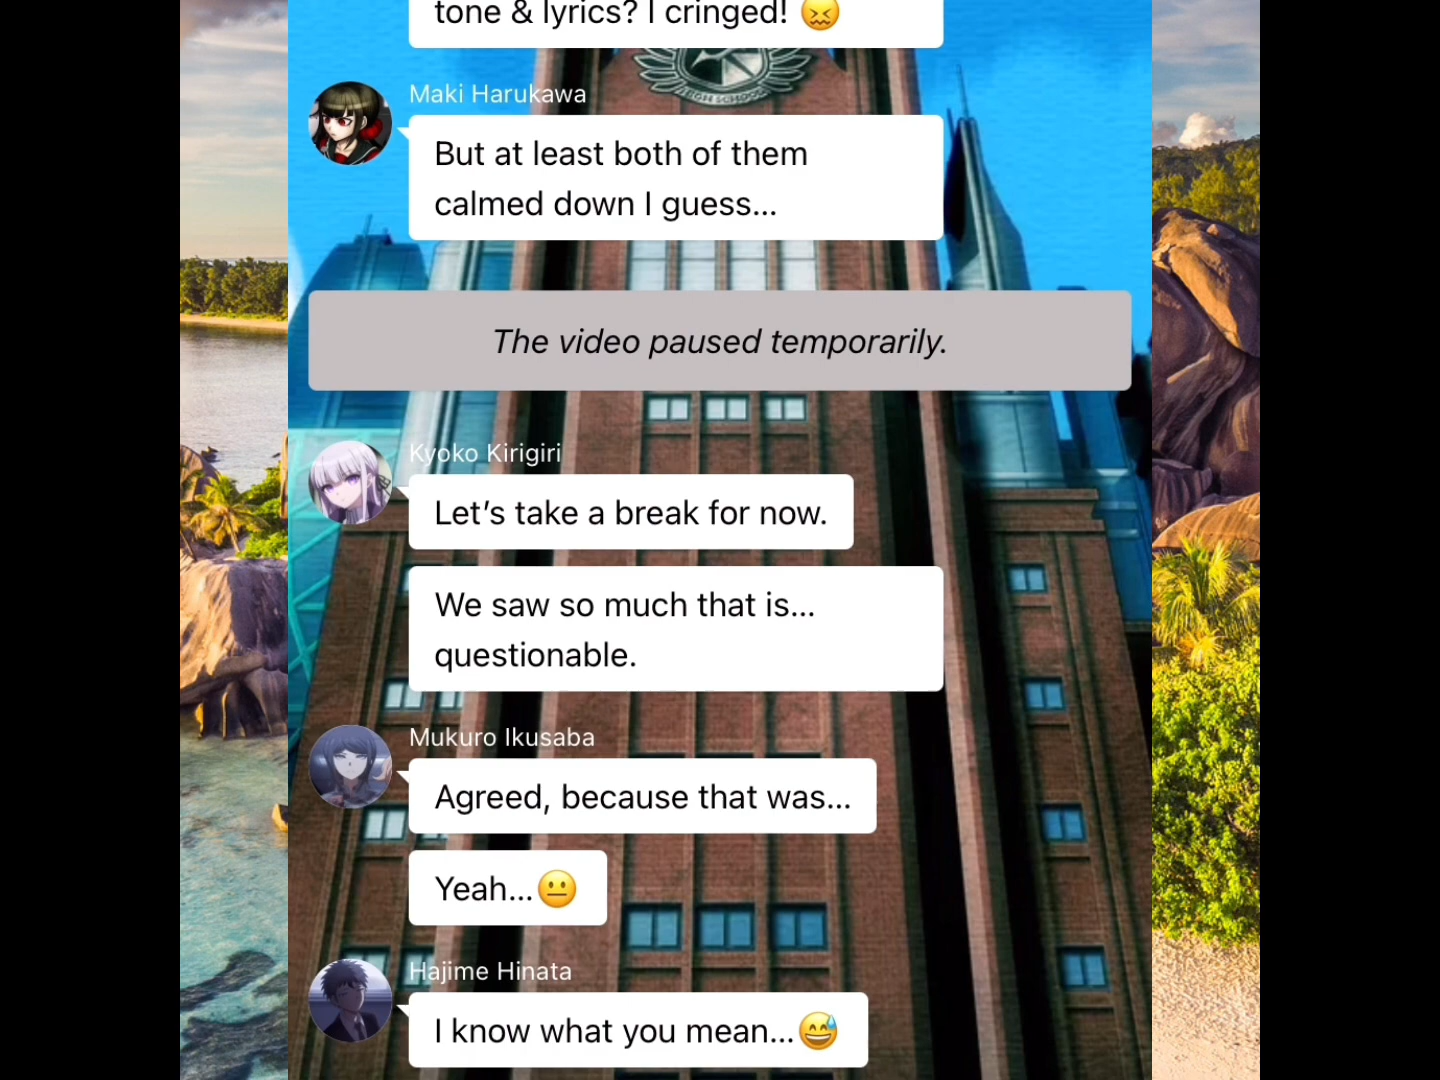 tone & lyrics? I cringed! 😖
Maki Harukawa
But at least both of them
calmed down I guess...
The video paused temporarily.
Kyoko Kirigiri
Let’s take a break for now.
We saw so much that is...
questionable.
Mukuro Ikusaba
Agreed, because that was...
Yeah...😐
Hajime Hinata
I know what you mean...😅